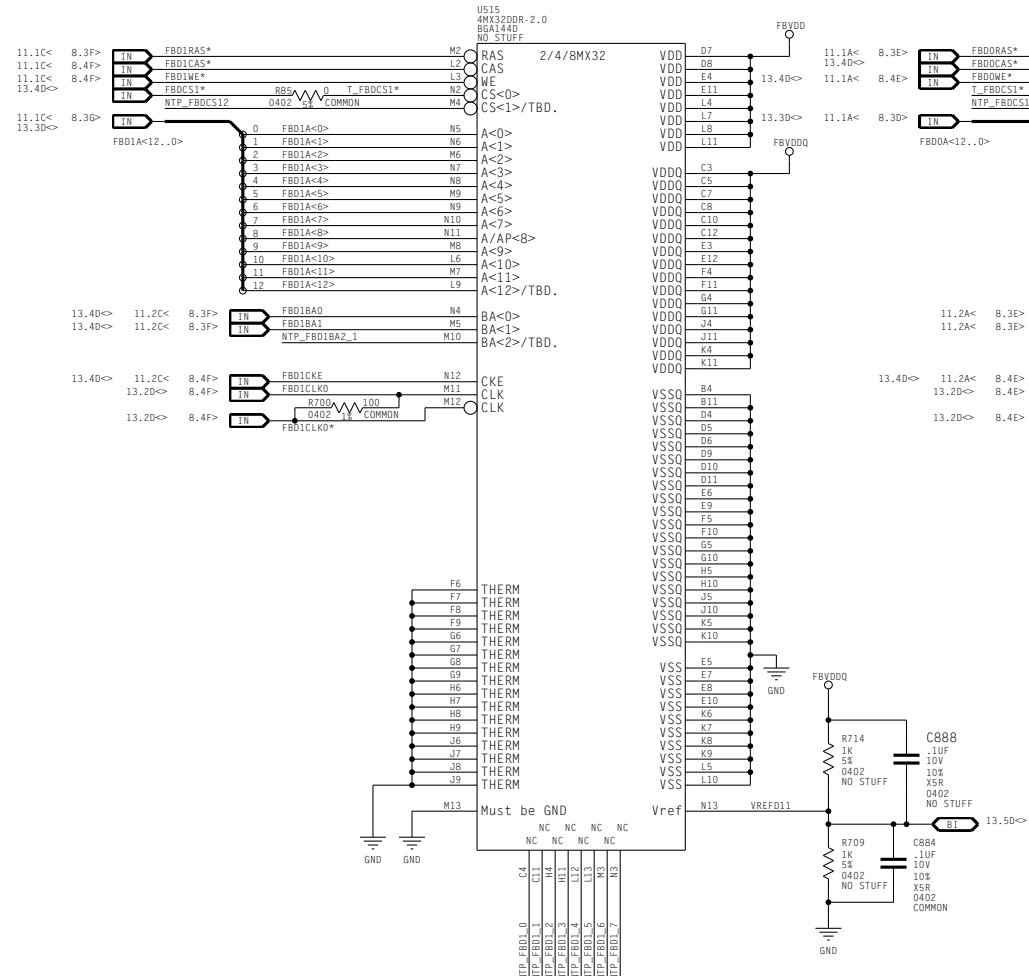 U515
4MX32DDR-2.0
BGA144D
NO STUFF
2/4/8MX32
11.1C< 8.3F> IN FBD1RAS* M2 RAS
11.1C< 8.4F> IN FBD1CAS* L2 CAS
11.1C< 8.4F> IN FBD1WE* L3 WE
13.4D<> IN FBDCS1* R85 0 T_FBDCS1* N2 CS<0>
0402 5% COMMON
NTP_FBDCS12 M4 CS<1>/TBD.
11.1C< 8.3G> IN
13.3D<>
FBD1A<12..0>
0 FBD1A<0> N5 A<0>
1 FBD1A<1> N6 A<1>
2 FBD1A<2> M6 A<2>
3 FBD1A<3> N7 A<3>
4 FBD1A<4> N8 A<4>
5 FBD1A<5> M9 A<5>
6 FBD1A<6> N9 A<6>
7 FBD1A<7> N10 A<7>
8 FBD1A<8> N11 A/AP<8>
9 FBD1A<9> M8 A<9>
10 FBD1A<10> L6 A<10>
11 FBD1A<11> M7 A<11>
12 FBD1A<12> L9 A<12>/TBD.
13.4D<> 11.2C< 8.3F> IN FBD1BA0 N4 BA<0>
13.4D<> 11.2C< 8.3F> IN FBD1BA1 M5 BA<1>
NTP_FBD1BA2_1 M10 BA<2>/TBD.
13.4D<> 11.2C< 8.4F> IN FBD1CKE N12 CKE
13.2D<> 8.4F> IN FBD1CLK0 M11 CLK
R700 100 M12 CLK
0402 1% COMMON
13.2D<> 8.4F> IN FBD1CLK0*
F6 THERM
F7 THERM
F8 THERM
F9 THERM
G6 THERM
G7 THERM
G8 THERM
G9 THERM
H6 THERM
H7 THERM
H8 THERM
H9 THERM
J6 THERM
J7 THERM
J8 THERM
J9 THERM
M13 Must be GND
GND
GND
FBVDD
VDD D7
VDD D8
VDD E4
VDD E11
VDD L4
VDD L7
VDD L8
VDD L11
FBVDDQ
VDDQ C3
VDDQ C5
VDDQ C7
VDDQ C8
VDDQ C10
VDDQ C12
VDDQ E3
VDDQ E12
VDDQ F4
VDDQ F11
VDDQ G4
VDDQ G11
VDDQ J4
VDDQ J11
VDDQ K4
VDDQ K11
VSSQ B4
VSSQ B11
VSSQ D4
VSSQ D5
VSSQ D6
VSSQ D9
VSSQ D10
VSSQ D11
VSSQ E6
VSSQ E9
VSSQ F5
VSSQ F10
VSSQ G5
VSSQ G10
VSSQ H5
VSSQ H10
VSSQ J5
VSSQ J10
VSSQ K5
VSSQ K10
VSS E5
VSS E7
VSS E8
VSS E10
VSS K6
VSS K7
VSS K8
VSS K9
VSS L5
VSS L10
GND
Vref N13 VREFD11
NC NC NC NC
NC NC NC NC
C4 C11 H4 H11 L12 L13 M3 N3
NTP_FBD1_0
NTP_FBD1_1
NTP_FBD1_2
NTP_FBD1_3
NTP_FBD1_4
NTP_FBD1_5
NTP_FBD1_6
NTP_FBD1_7
FBVDDQ
R714
1K
5%
0402
NO STUFF
C888
.1UF
10V
10%
X5R
0402
NO STUFF
BI 13.5D<>
R709
1K
5%
0402
NO STUFF
C884
.1UF
10V
10%
X5R
0402
COMMON
GND
11.1A< 8.3E> IN FBD0RAS*
13.4D<> FBD0CAS*
13.4D<> 11.1A< 8.4E> IN FBD0WE*
T_FBDCS1*
NTP_FBDCS1
13.3D<> 11.1A< 8.3D> IN
FBD0A<12..0>
11.2A< 8.3E>
11.2A< 8.3E>
13.4D<> 11.2A< 8.4E>
13.2D<> 8.4E>
13.2D<> 8.4E>